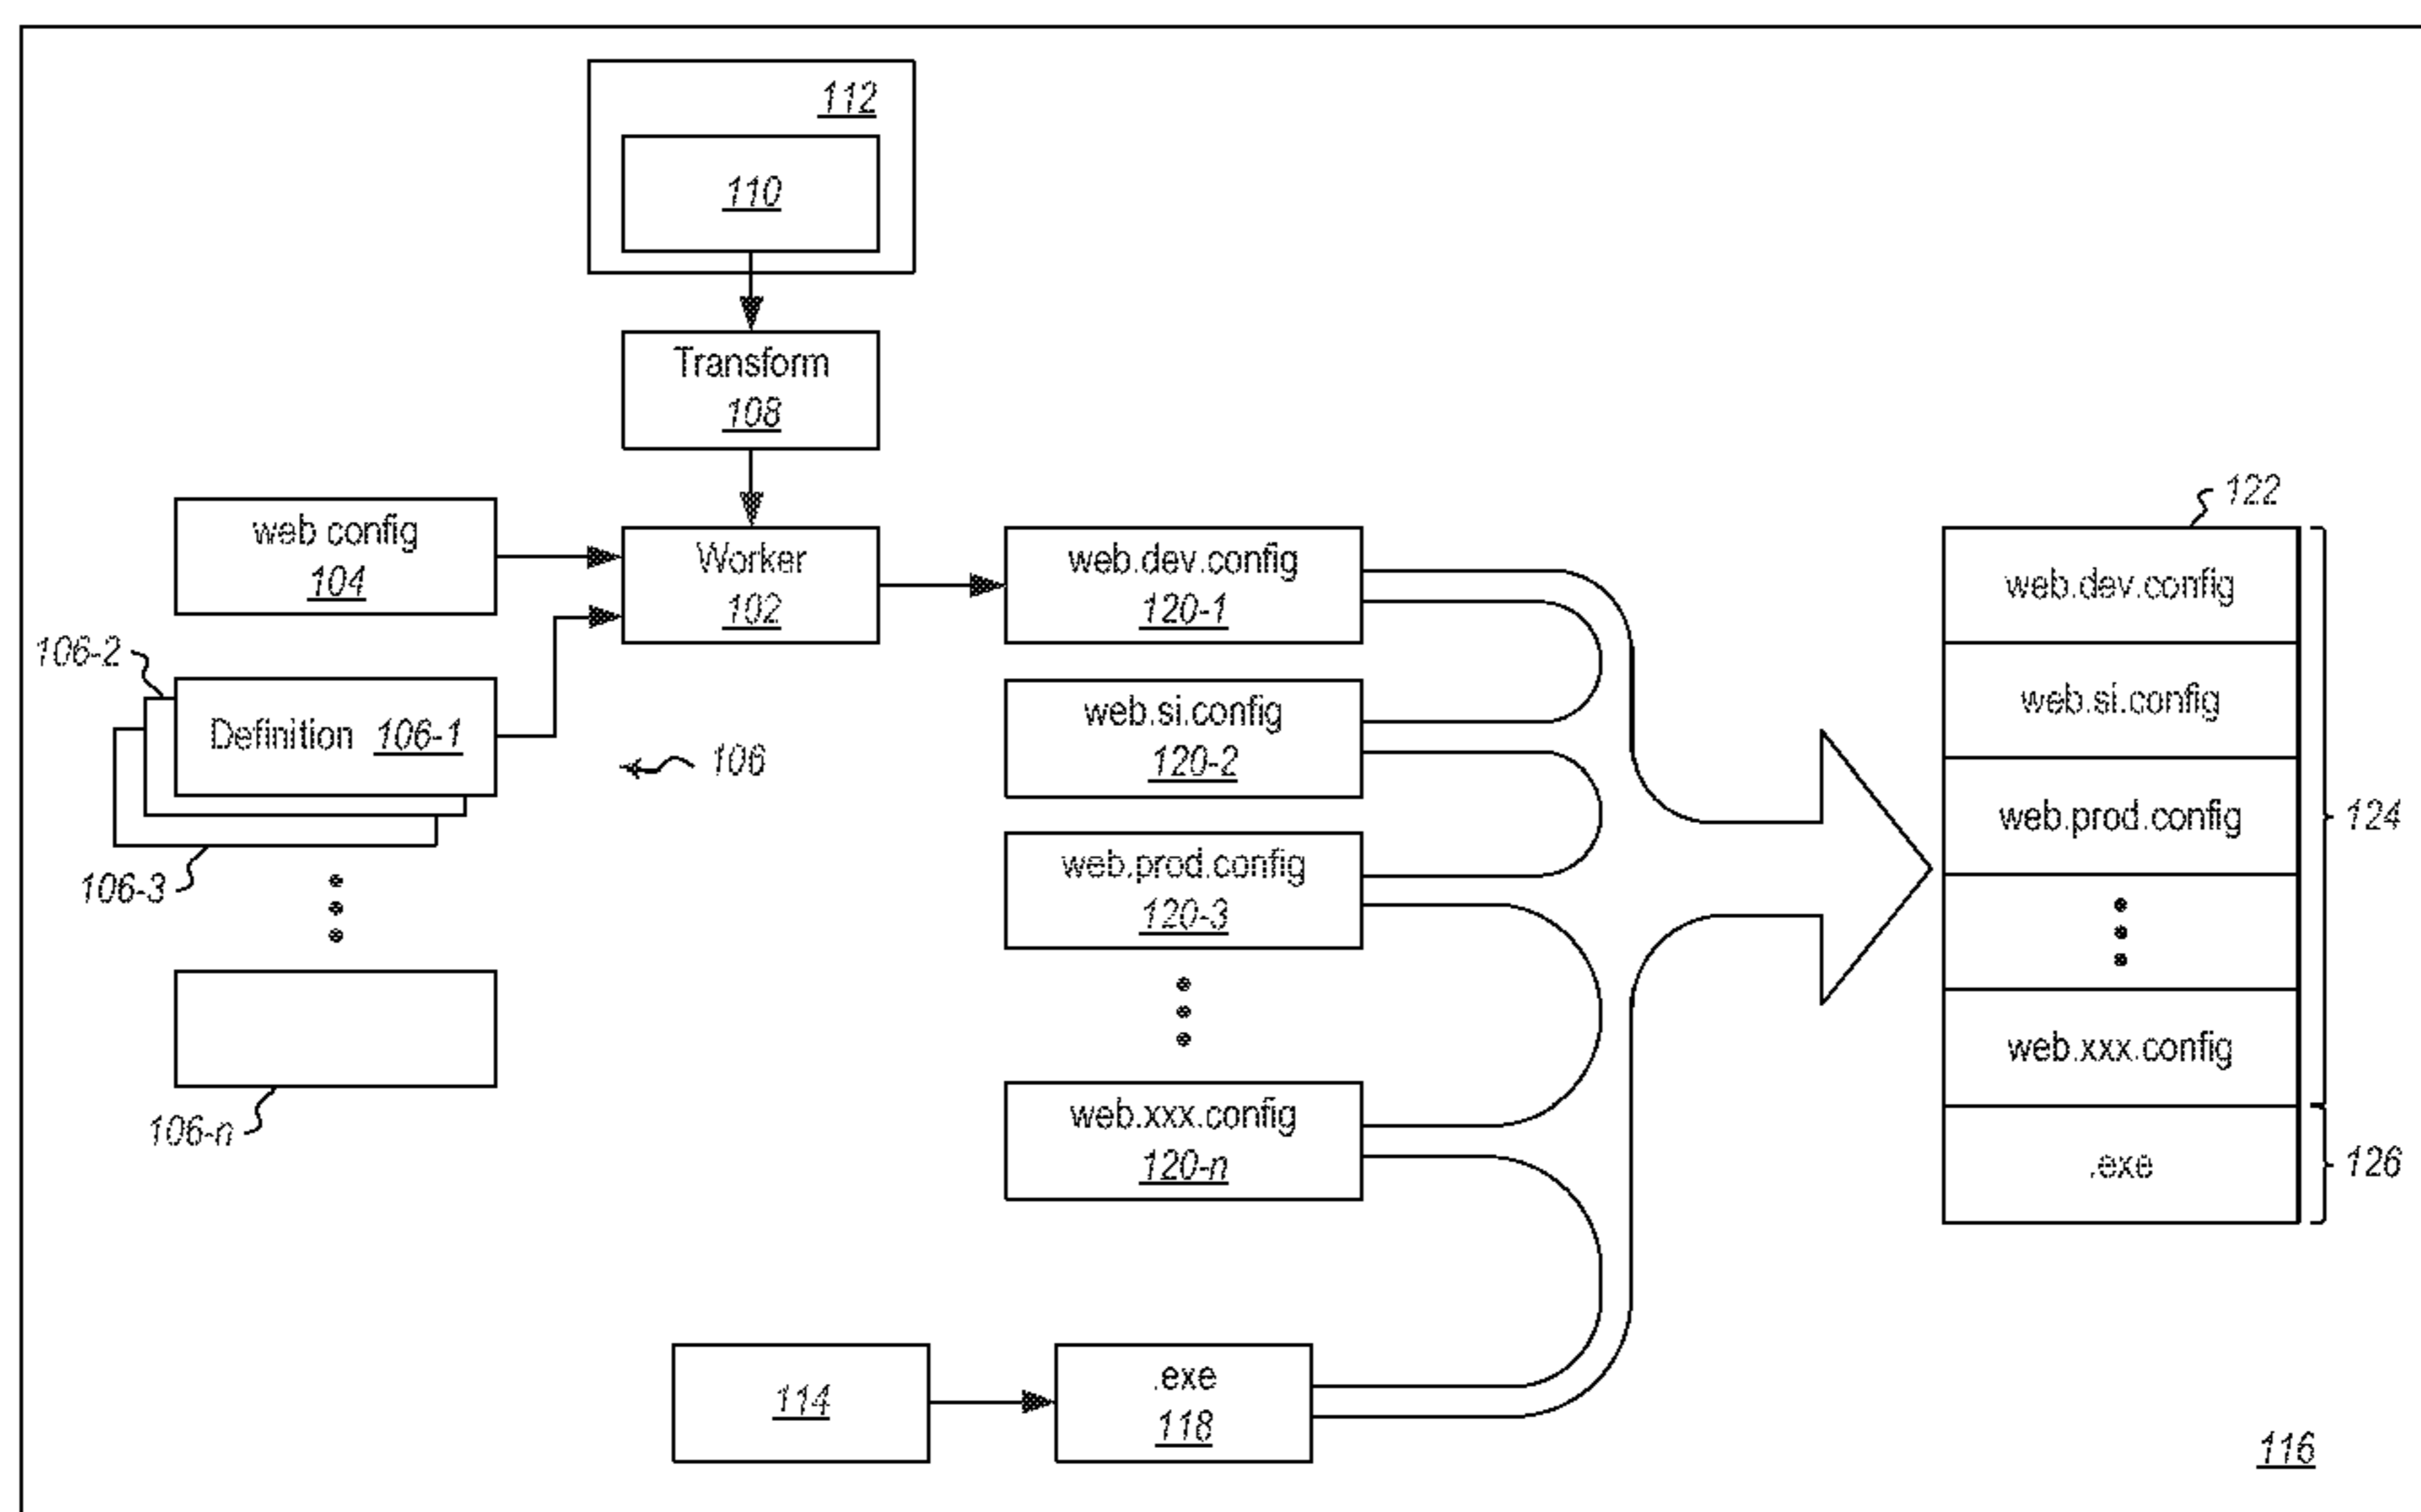 112
110
Transform
108
web config
104
Worker
102
106-2
Definition 106-1
106
106-3
106-n
web.dev.config
120-1
web.si.config
120-2
web.prod.config
120-3
web.xxx.config
120-n
114
.exe
118
122
web.dev.config
web.si.config
web.prod.config
web.xxx.config
.exe
124
126
116